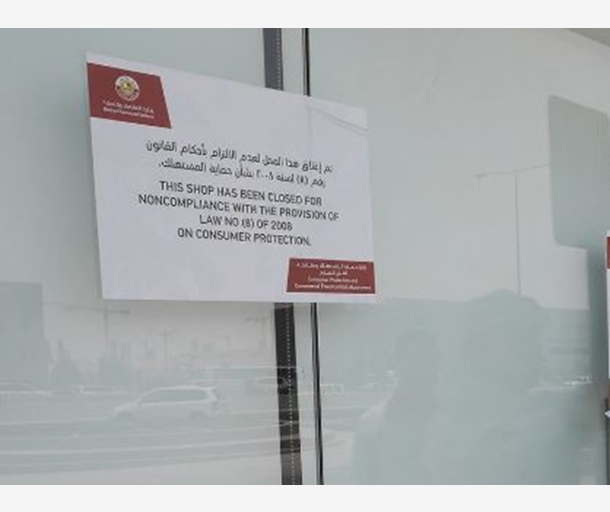 تم إغلاق هذا المحل لعدم الالتزام بأحكام القانون
رقم (٨) لسنة ٢٠٠٨ بشأن حماية المستهلك.
THIS SHOP HAS BEEN CLOSED FOR
NONCOMPLIANCE WITH THE PROVISION OF
LAW NO (8) OF 2008
ON CONSUMER PROTECTION.